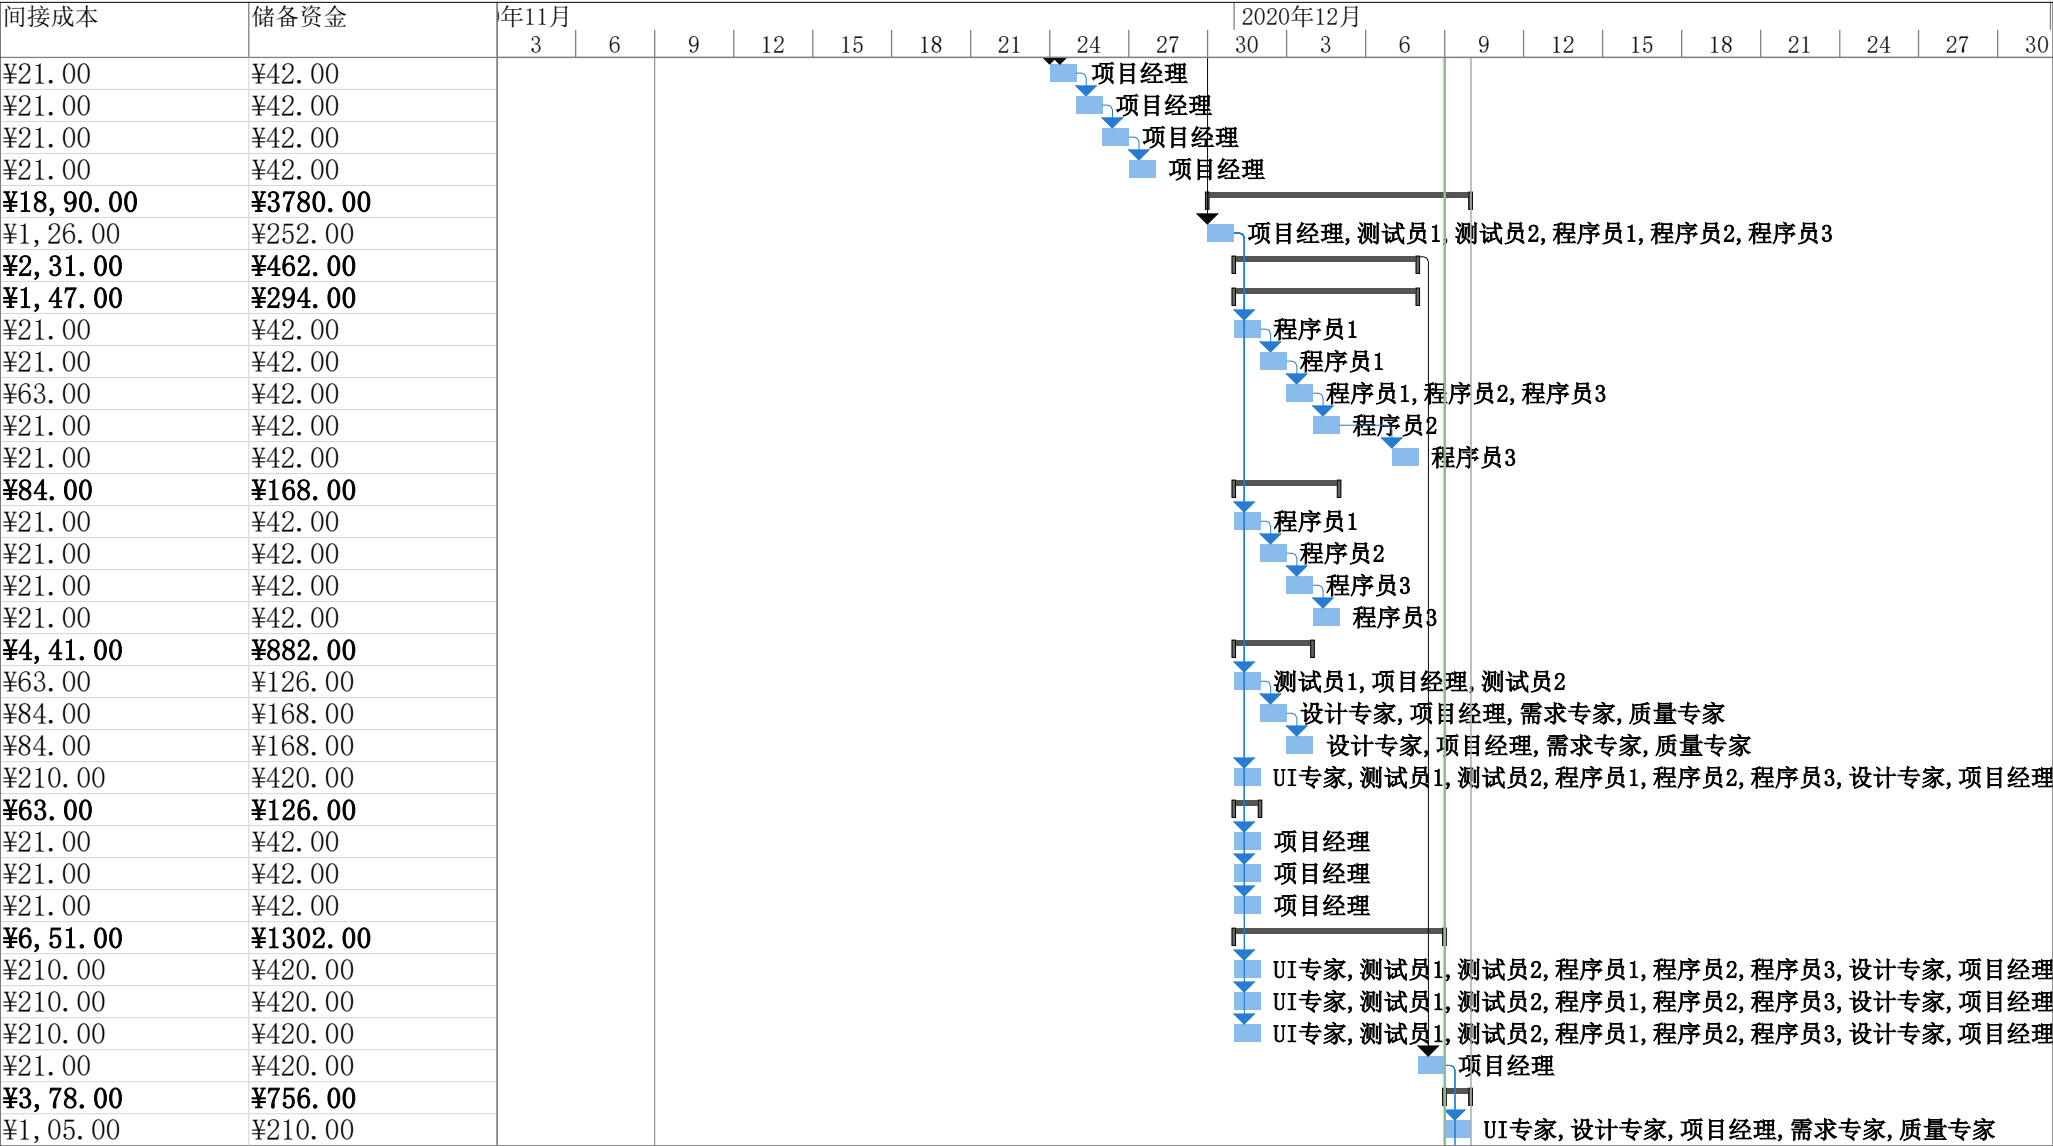 间接成本 储备资金 年11月 2020年12月
3 6 9 12 15 18 21 24 27 30 3 6 9 12 15 18 21 24 27 30
¥21.00 ¥42.00 项目经理
¥21.00 ¥42.00 项目经理
¥21.00 ¥42.00 项目经理
¥21.00 ¥42.00 项目经理
¥18,90.00 ¥3780.00
¥1,26.00 ¥252.00 项目经理,测试员1,测试员2,程序员1,程序员2,程序员3
¥2,31.00 ¥462.00
¥1,47.00 ¥294.00
¥21.00 ¥42.00 程序员1
¥21.00 ¥42.00 程序员1
¥63.00 ¥42.00 程序员1,程序员2,程序员3
¥21.00 ¥42.00 程序员2
¥21.00 ¥42.00 程序员3
¥84.00 ¥168.00
¥21.00 ¥42.00 程序员1
¥21.00 ¥42.00 程序员2
¥21.00 ¥42.00 程序员3
¥21.00 ¥42.00 程序员3
¥4,41.00 ¥882.00
¥63.00 ¥126.00 测试员1,项目经理,测试员2
¥84.00 ¥168.00 设计专家,项目经理,需求专家,质量专家
¥84.00 ¥168.00 设计专家,项目经理,需求专家,质量专家
¥210.00 ¥420.00 UI专家,测试员1,测试员2,程序员1,程序员2,程序员3,设计专家,项目经理
¥63.00 ¥126.00
¥21.00 ¥42.00 项目经理
¥21.00 ¥42.00 项目经理
¥21.00 ¥42.00 项目经理
¥6,51.00 ¥1302.00
¥210.00 ¥420.00 UI专家,测试员1,测试员2,程序员1,程序员2,程序员3,设计专家,项目经理
¥210.00 ¥420.00 UI专家,测试员1,测试员2,程序员1,程序员2,程序员3,设计专家,项目经理
¥210.00 ¥420.00 UI专家,测试员1,测试员2,程序员1,程序员2,程序员3,设计专家,项目经理
¥21.00 ¥420.00 项目经理
¥3,78.00 ¥756.00
¥1,05.00 ¥210.00 UI专家,设计专家,项目经理,需求专家,质量专家